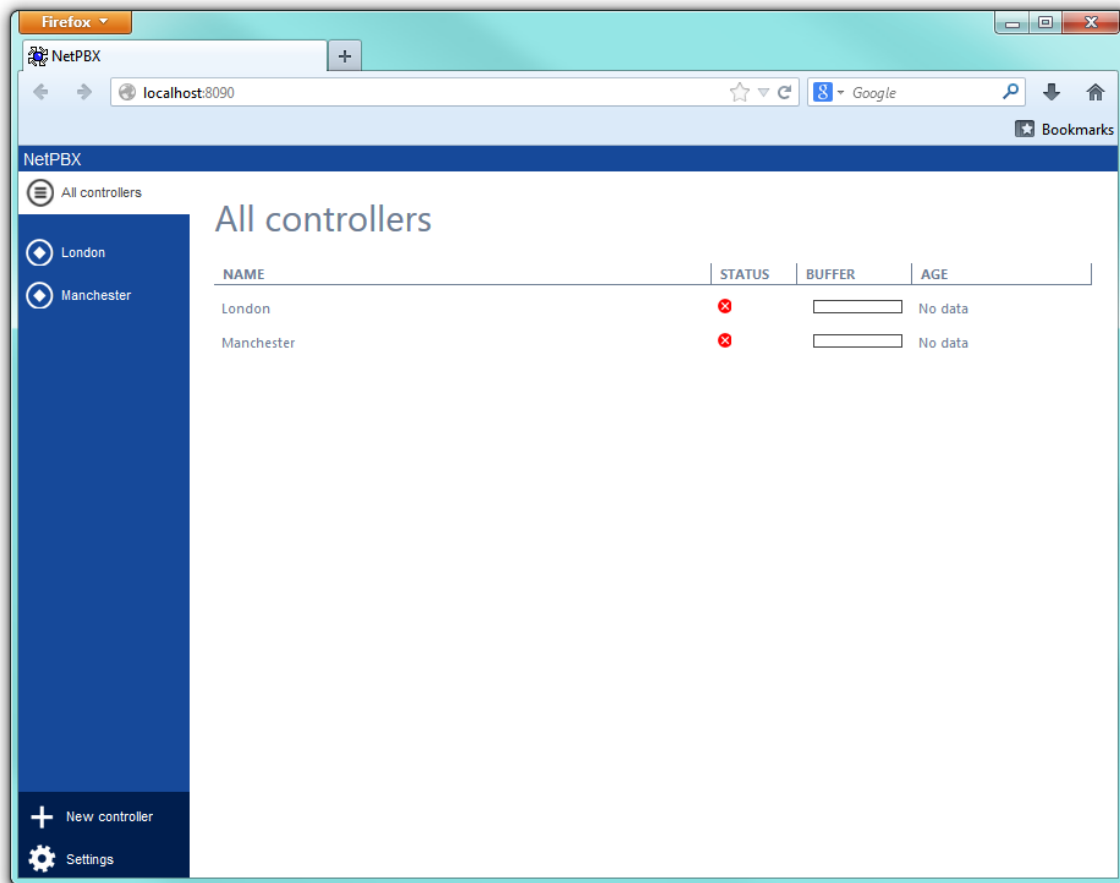 Firefox
NetPBX
localhost:8090
Google
Bookmarks
NetPBX
All controllers
London
Manchester
All controllers
NAME STATUS BUFFER AGE
London No data
Manchester No data
New controller
Settings